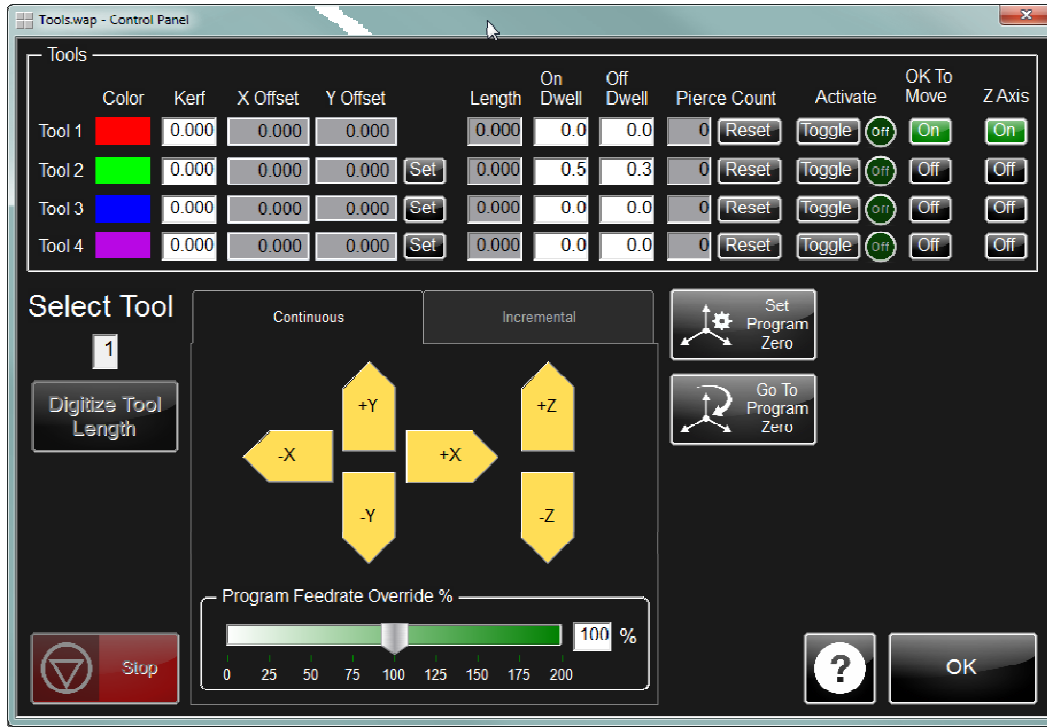 Tools.wap - Control Panel
Tools
Color Kerf X Offset Y Offset Length On Dwell Off Dwell Pierce Count Activate OK To Move Z Axis
Tool 1 0.000 0.000 0.000 0.000 0.0 0.0 0 Reset Toggle Off On On
Tool 2 0.000 0.000 0.000 Set 0.000 0.5 0.3 0 Reset Toggle Off Off Off
Tool 3 0.000 0.000 0.000 Set 0.000 0.0 0.0 0 Reset Toggle Off Off Off
Tool 4 0.000 0.000 0.000 Set 0.000 0.0 0.0 0 Reset Toggle Off Off Off
Select Tool
1
Digitize Tool
Length
Continuous Incremental
+Y
-X +X
-Y
+Z
-Z
Set
Program
Zero
Go To
Program
Zero
Program Feedrate Override %
100 %
0 25 50 75 100 125 150 175 200
Stop
?
OK